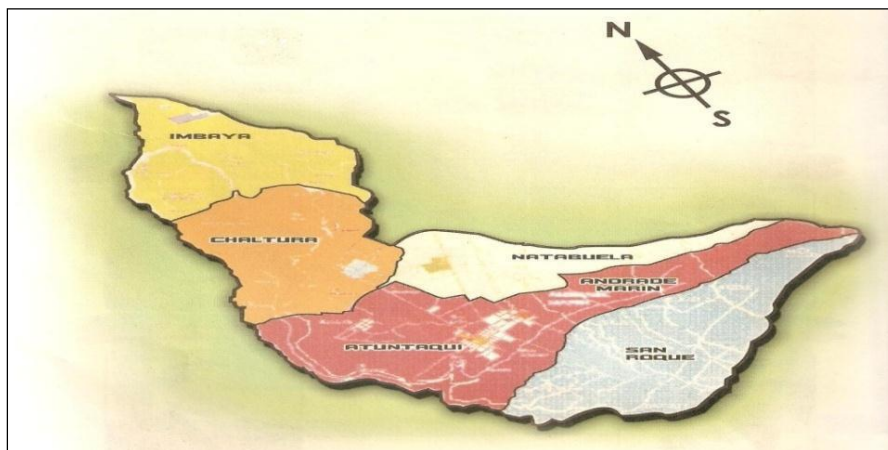 N
S
IMBAYA
CHALTURA
NATABUELA
ANDRADE
MARIN
ATUNTAQUI
SAN
ROQUE